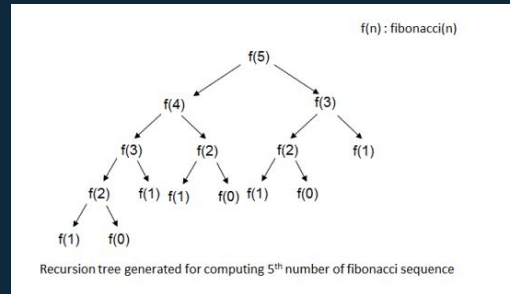 f(n) : fibonacci(n)
f(5)
f(4) f(3)
f(3) f(2) f(2) f(1)
f(2) f(1) f(1) f(0) f(1) f(0)
f(1) f(0)
Recursion tree generated for computing 5th number of fibonacci sequence